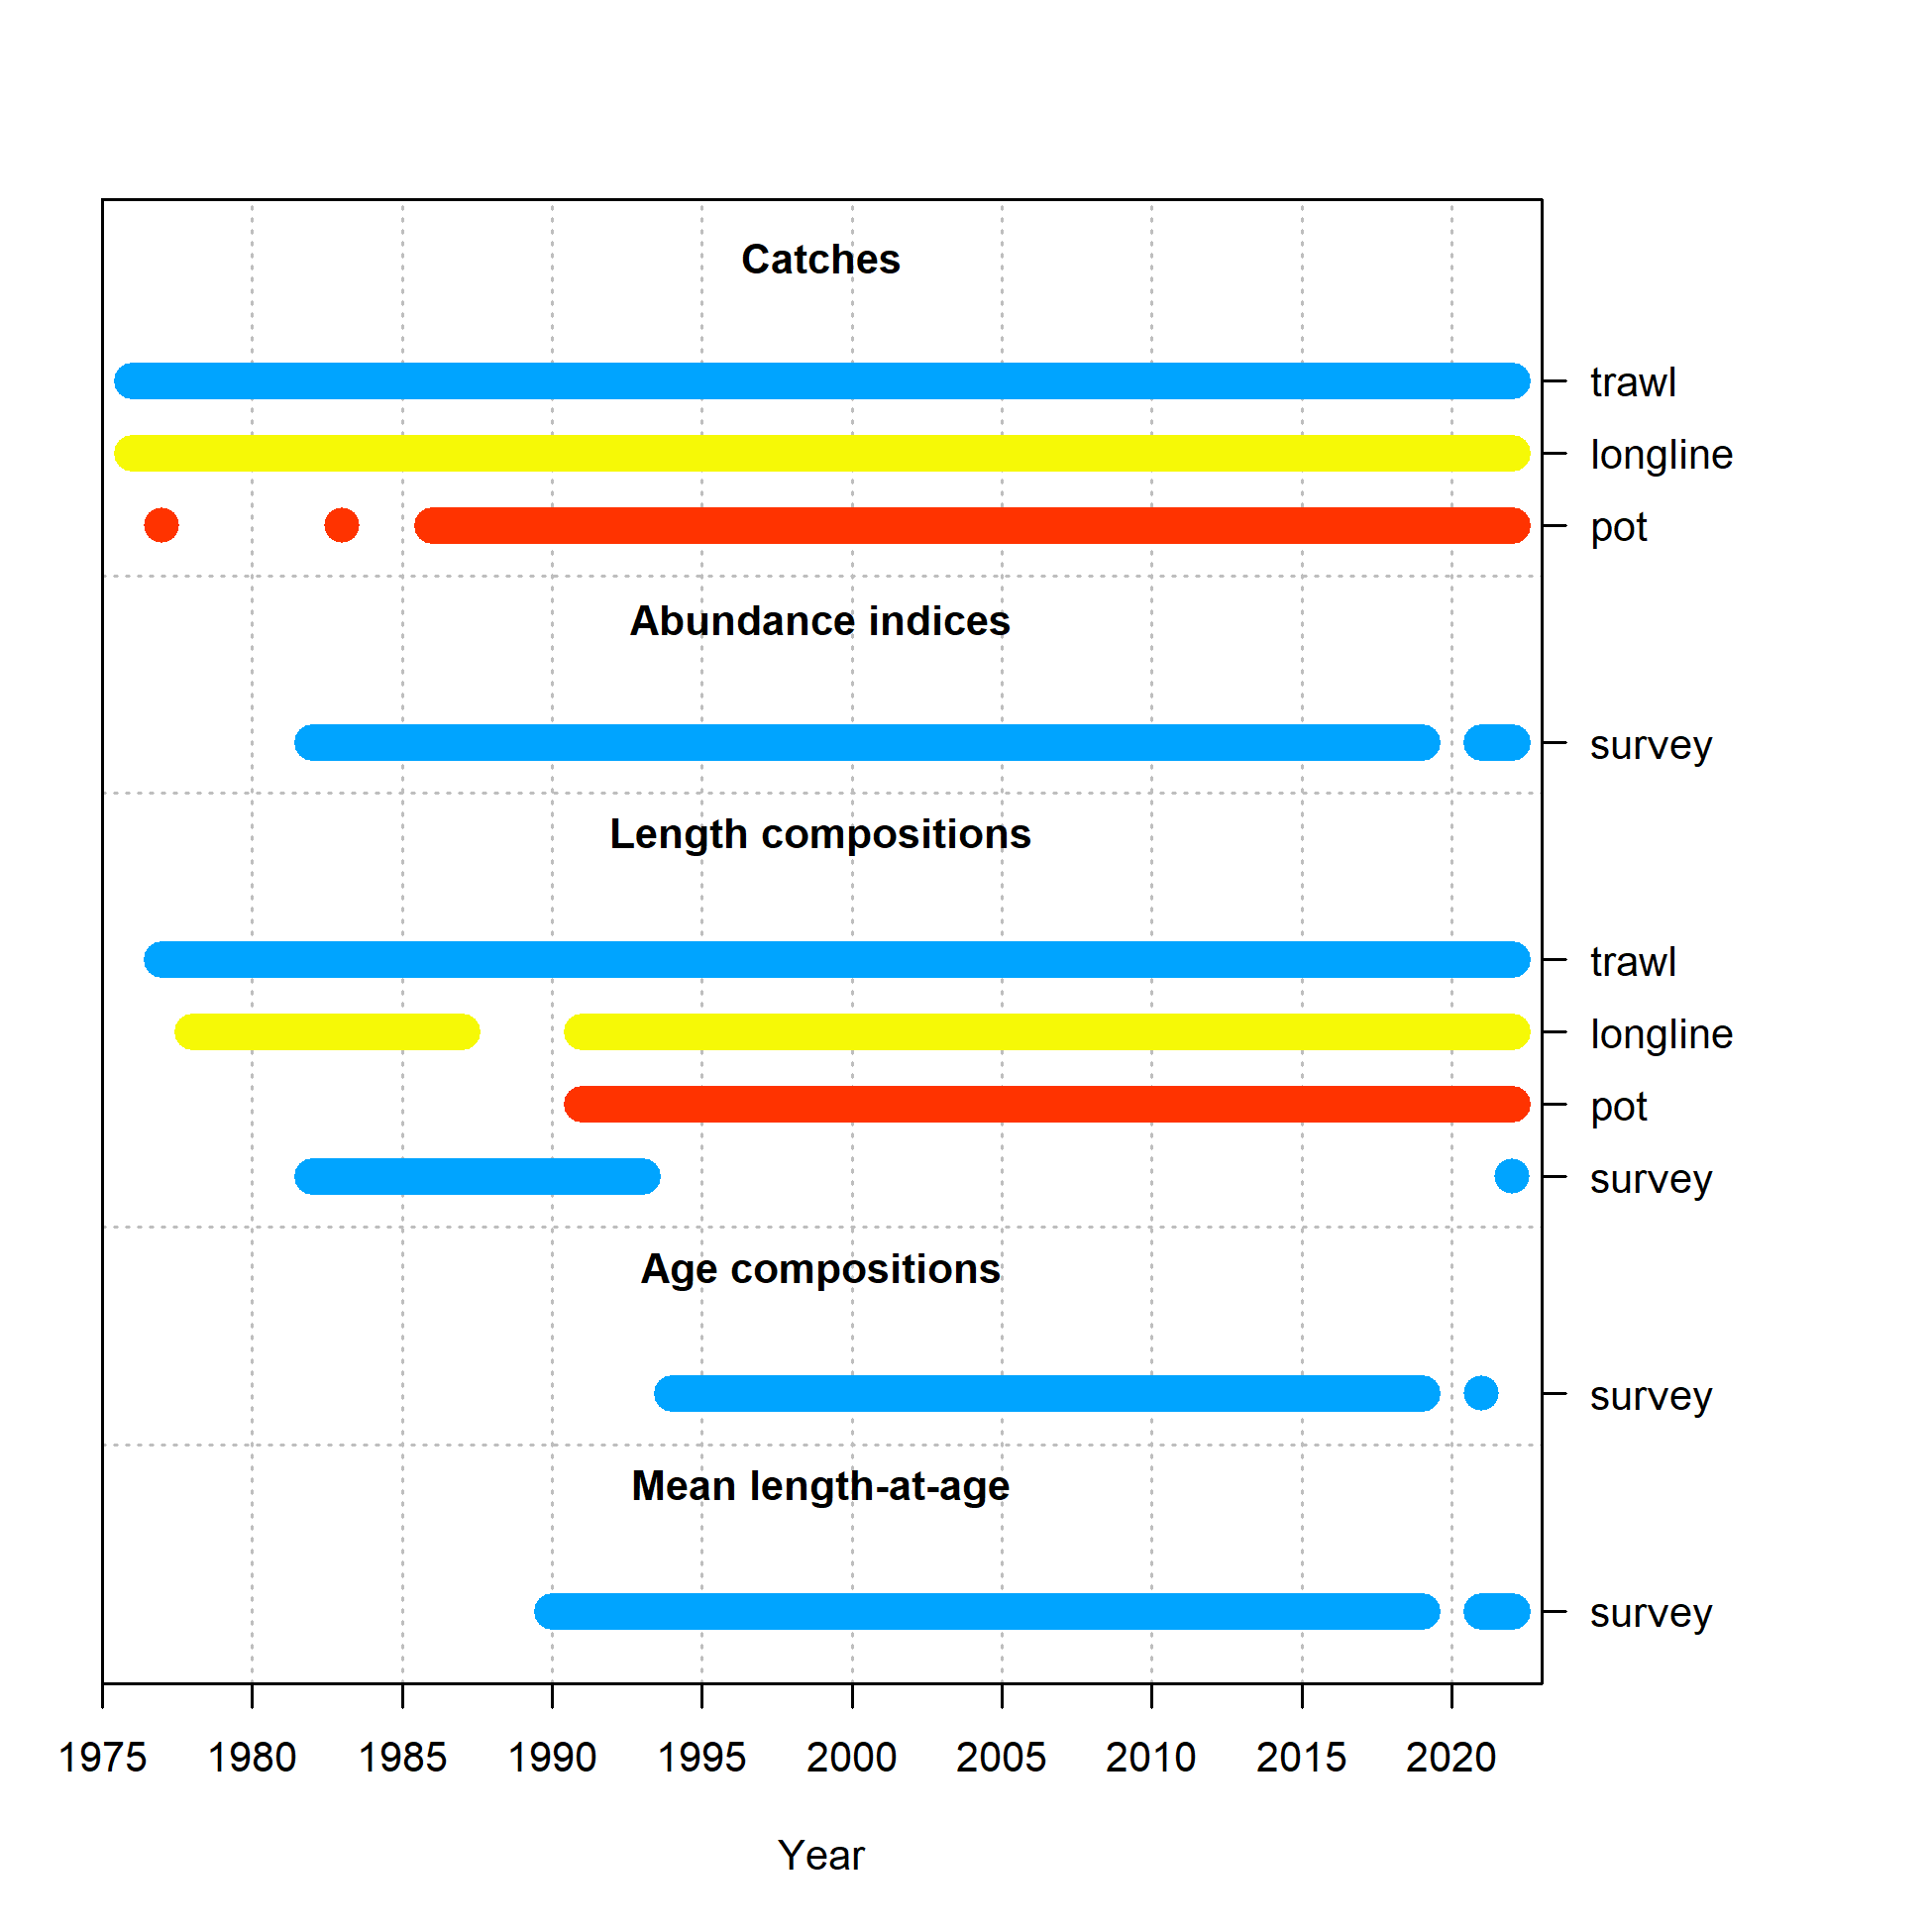 Catches
trawl
longline
pot
Abundance indices
survey
Length compositions
trawl
longline
pot
survey
Age compositions
survey
Mean length-at-age
survey
1975 1980 1985 1990 1995 2000 2005 2010 2015 2020
Year